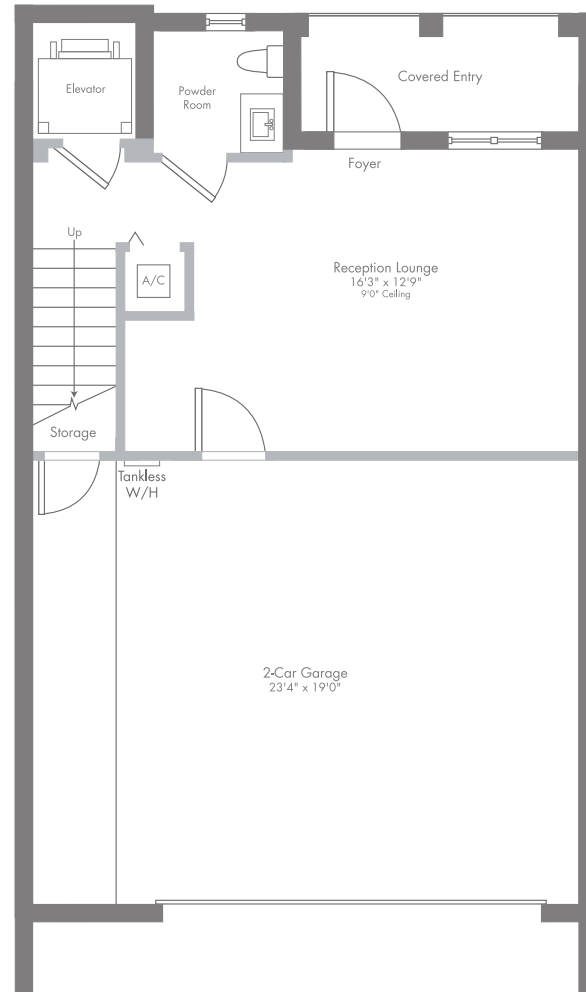 Elevator
Powder
Room
Covered Entry
Foyer
Up
A/C
Reception Lounge
16'3" x 12'9"
9'0" Ceiling
Storage
Tankless
W/H
2-Car Garage
23'4" x 19'0"